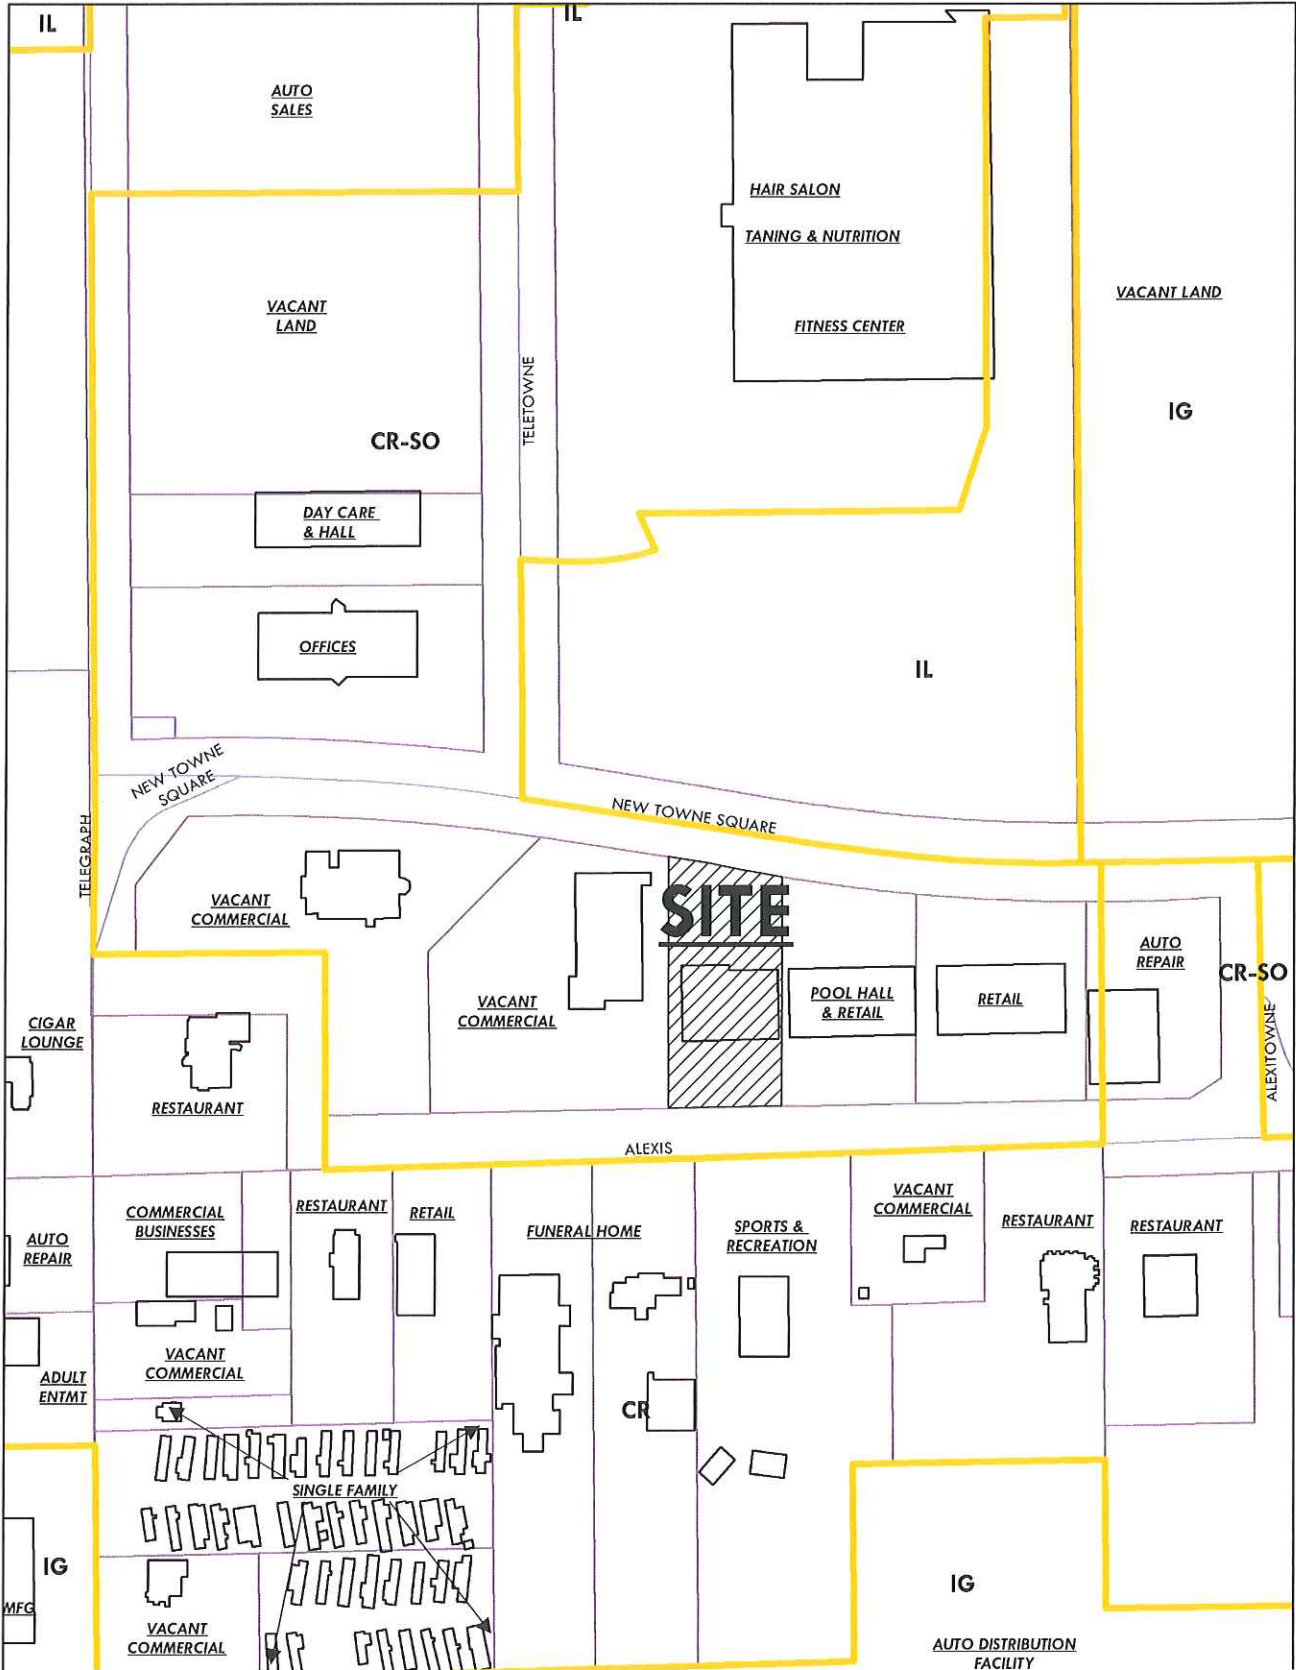 IL
IL
AUTO
SALES
HAIR SALON
TANING & NUTRITION
FITNESS CENTER
VACANT LAND
VACANT
LAND
TELETOWNE
IG
CR-SO
DAY CARE
& HALL
OFFICES
IL
NEW TOWNE
SQUARE
NEW TOWNE SQUARE
TELEGRAPH
VACANT
COMMERCIAL
SITE
AUTO
REPAIR
CR-SO
VACANT
COMMERCIAL
POOL HALL
& RETAIL
RETAIL
CIGAR
LOUNGE
ALEXITOWNE
RESTAURANT
ALEXIS
COMMERCIAL
BUSINESSES
RESTAURANT
RETAIL
FUNERAL HOME
SPORTS &
RECREATION
VACANT
COMMERCIAL
RESTAURANT
RESTAURANT
AUTO
REPAIR
VACANT
COMMERCIAL
ADULT
ENTMT
CR
SINGLE FAMILY
IG
IG
MFG
VACANT
COMMERCIAL
AUTO DISTRIBUTION
FACILITY